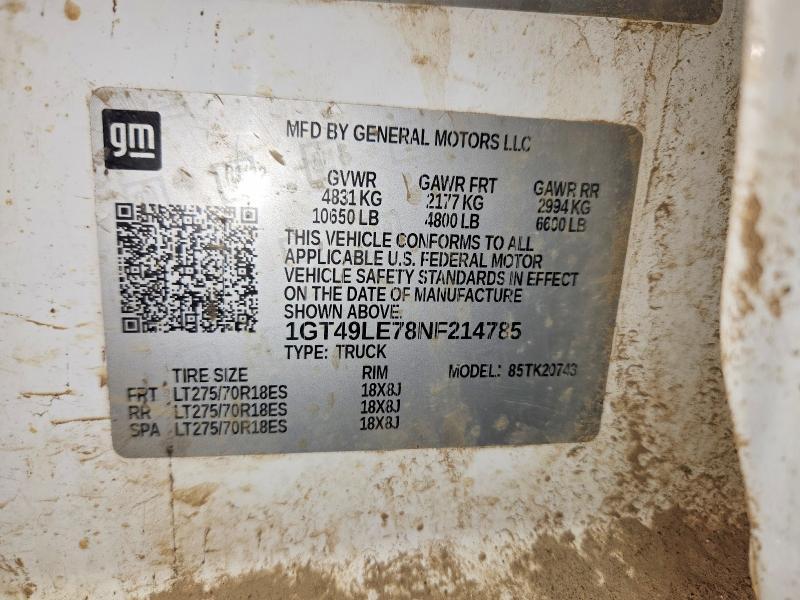 gm
MFD BY GENERAL MOTORS LLC
GVWR GAWR FRT GAWR RR
4831 KG 2177 KG 2994 KG
10650 LB 4800 LB 6600 LB
THIS VEHICLE CONFORMS TO ALL
APPLICABLE U.S. FEDERAL MOTOR
VEHICLE SAFETY STANDARDS IN EFFECT
ON THE DATE OF MANUFACTURE
SHOWN ABOVE.
1GT49LE78NF214785
TYPE: TRUCK MODEL: 85TK20743
TIRE SIZE RIM
FRT LT275/70R18ES 18X8J
RR LT275/70R18ES 18X8J
SPA LT275/70R18ES 18X8J